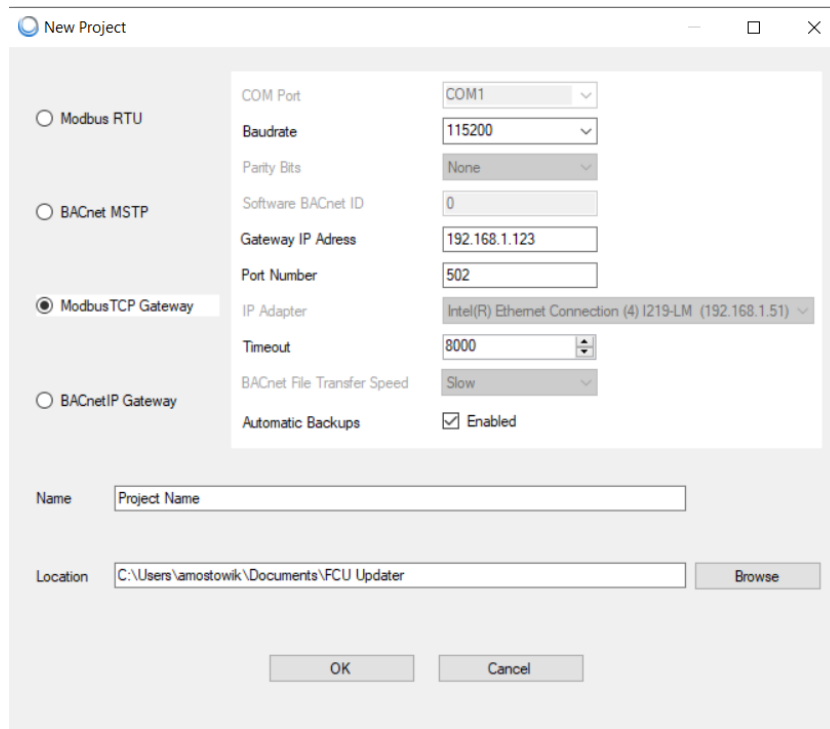 New Project
Modbus RTU
BACnet MSTP
ModbusTCP Gateway
BACnetIP Gateway
COM Port COM1
Baudrate 115200
Parity Bits None
Software BACnet ID 0
Gateway IP Adress 192.168.1.123
Port Number 502
IP Adapter Intel(R) Ethernet Connection (4) I219-LM (192.168.1.51)
Timeout 8000
BACnet File Transfer Speed Slow
Automatic Backups Enabled
Name Project Name
Location C:\Users\amostowik\Documents\FCU Updater Browse
OK Cancel